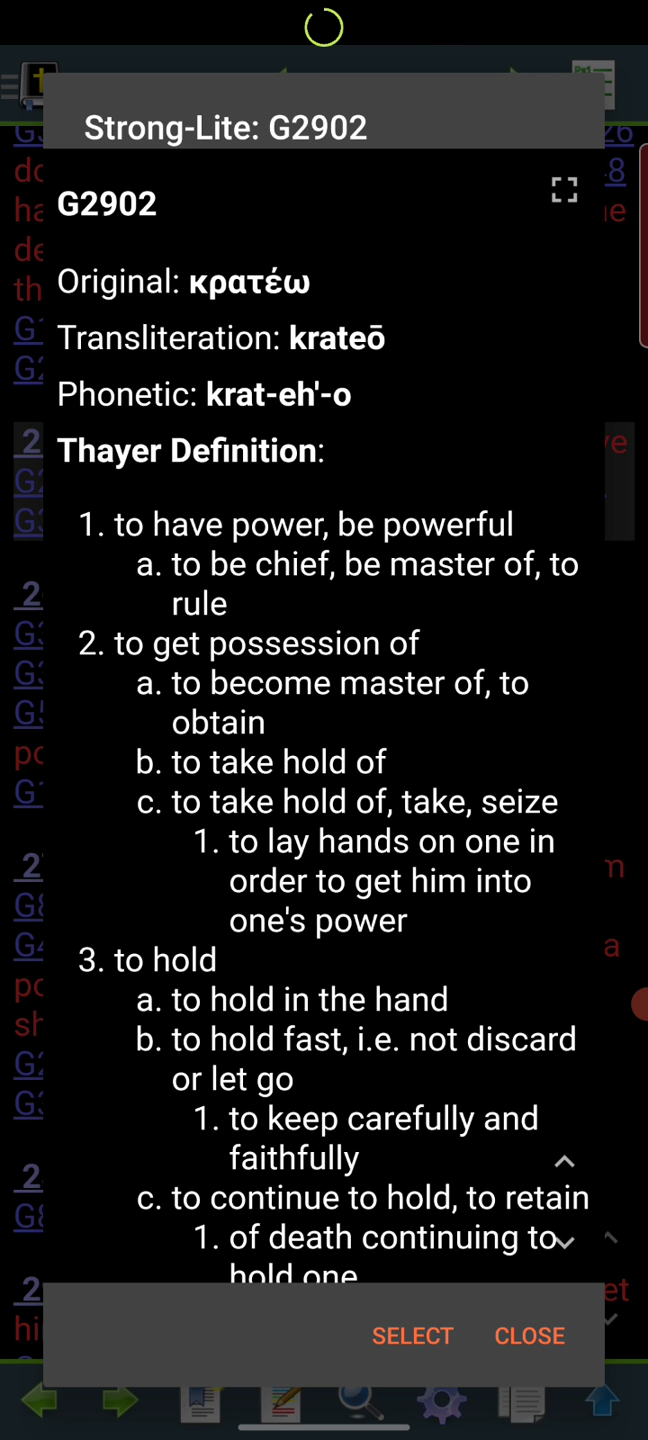 Strong-Lite: G2902
G2902
Original: κρατέω
Transliteration: krateō
Phonetic: krat-eh'-o
Thayer Definition:
1. to have power, be powerful
a. to be chief, be master of, to
rule
2. to get possession of
a. to become master of, to
obtain
b. to take hold of
c. to take hold of, take, seize
1. to lay hands on one in
order to get him into
one's power
3. to hold
a. to hold in the hand
b. to hold fast, i.e. not discard
or let go
1. to keep carefully and
faithfully
c. to continue to hold, to retain
1. of death continuing to
hold one
SELECT CLOSE